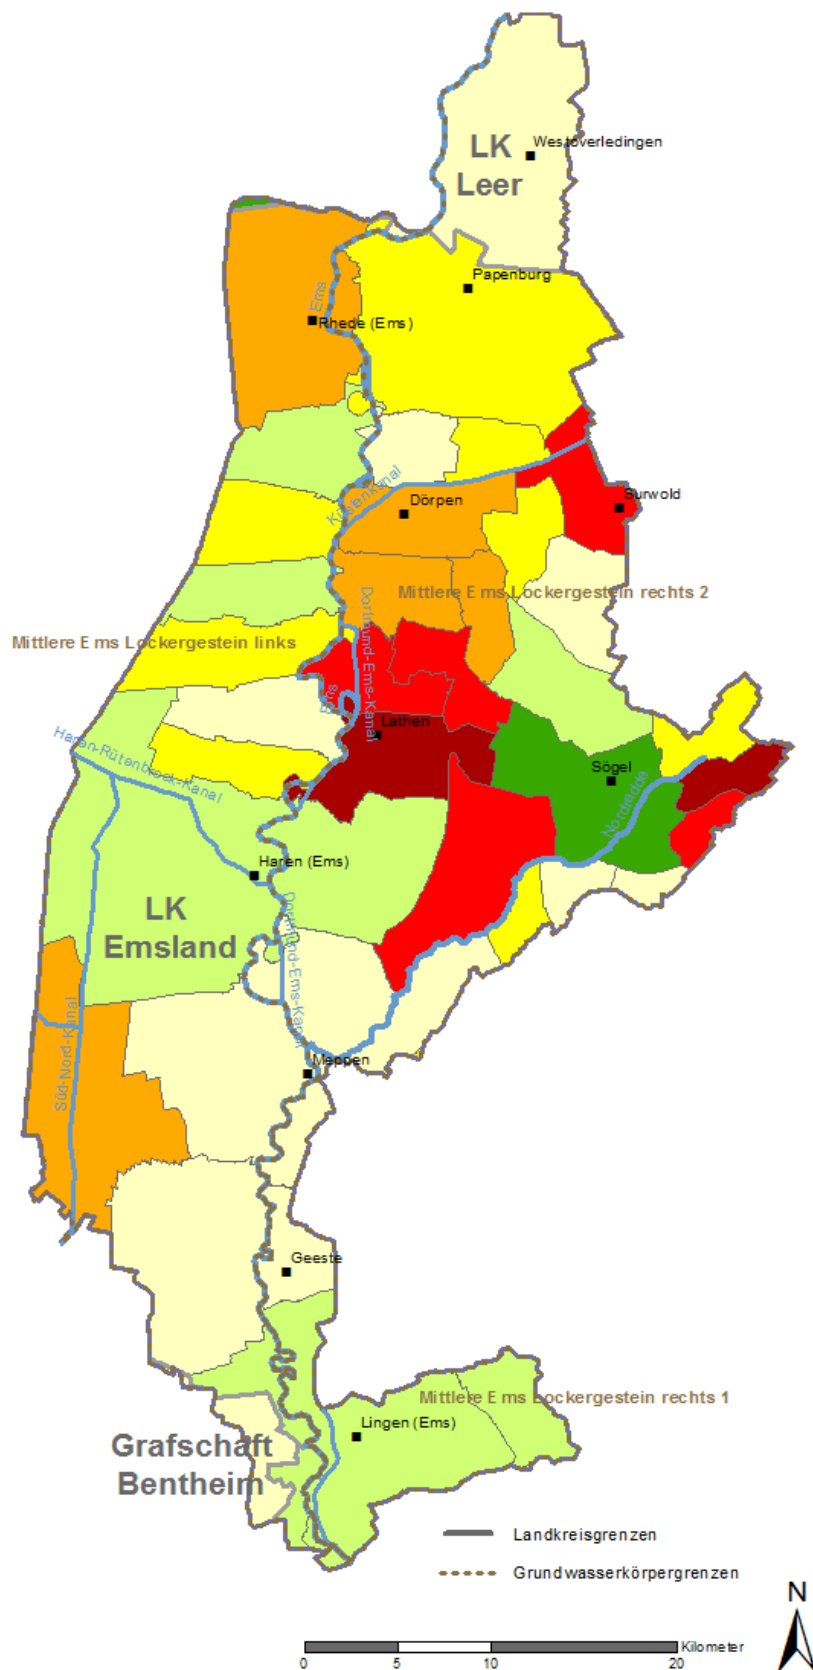 LK
Leer
Westoverledingen
Papenburg
Ems
Rhede (Ems)
Küstenkanal
Surwold
Dörpen
Mittlere Ems Lockergestein rechts 2
Dortmund-Ems-Kanal
Mittlere Ems Lockergestein links
Ems
Lathen
Haren-Rütenbrock-Kanal
Sögel
Nordradde
Haren (Ems)
LK
Emsland
Dortmund-Ems-Kanal
Süd-Nord-Kanal
Meppen
Geeste
Mittlere Ems Lockergestein rechts 1
Lingen (Ems)
Grafschaft
Bentheim
Landkreisgrenzen
Grundwasserkörpergrenzen
N
Kilometer
0 5 10 20